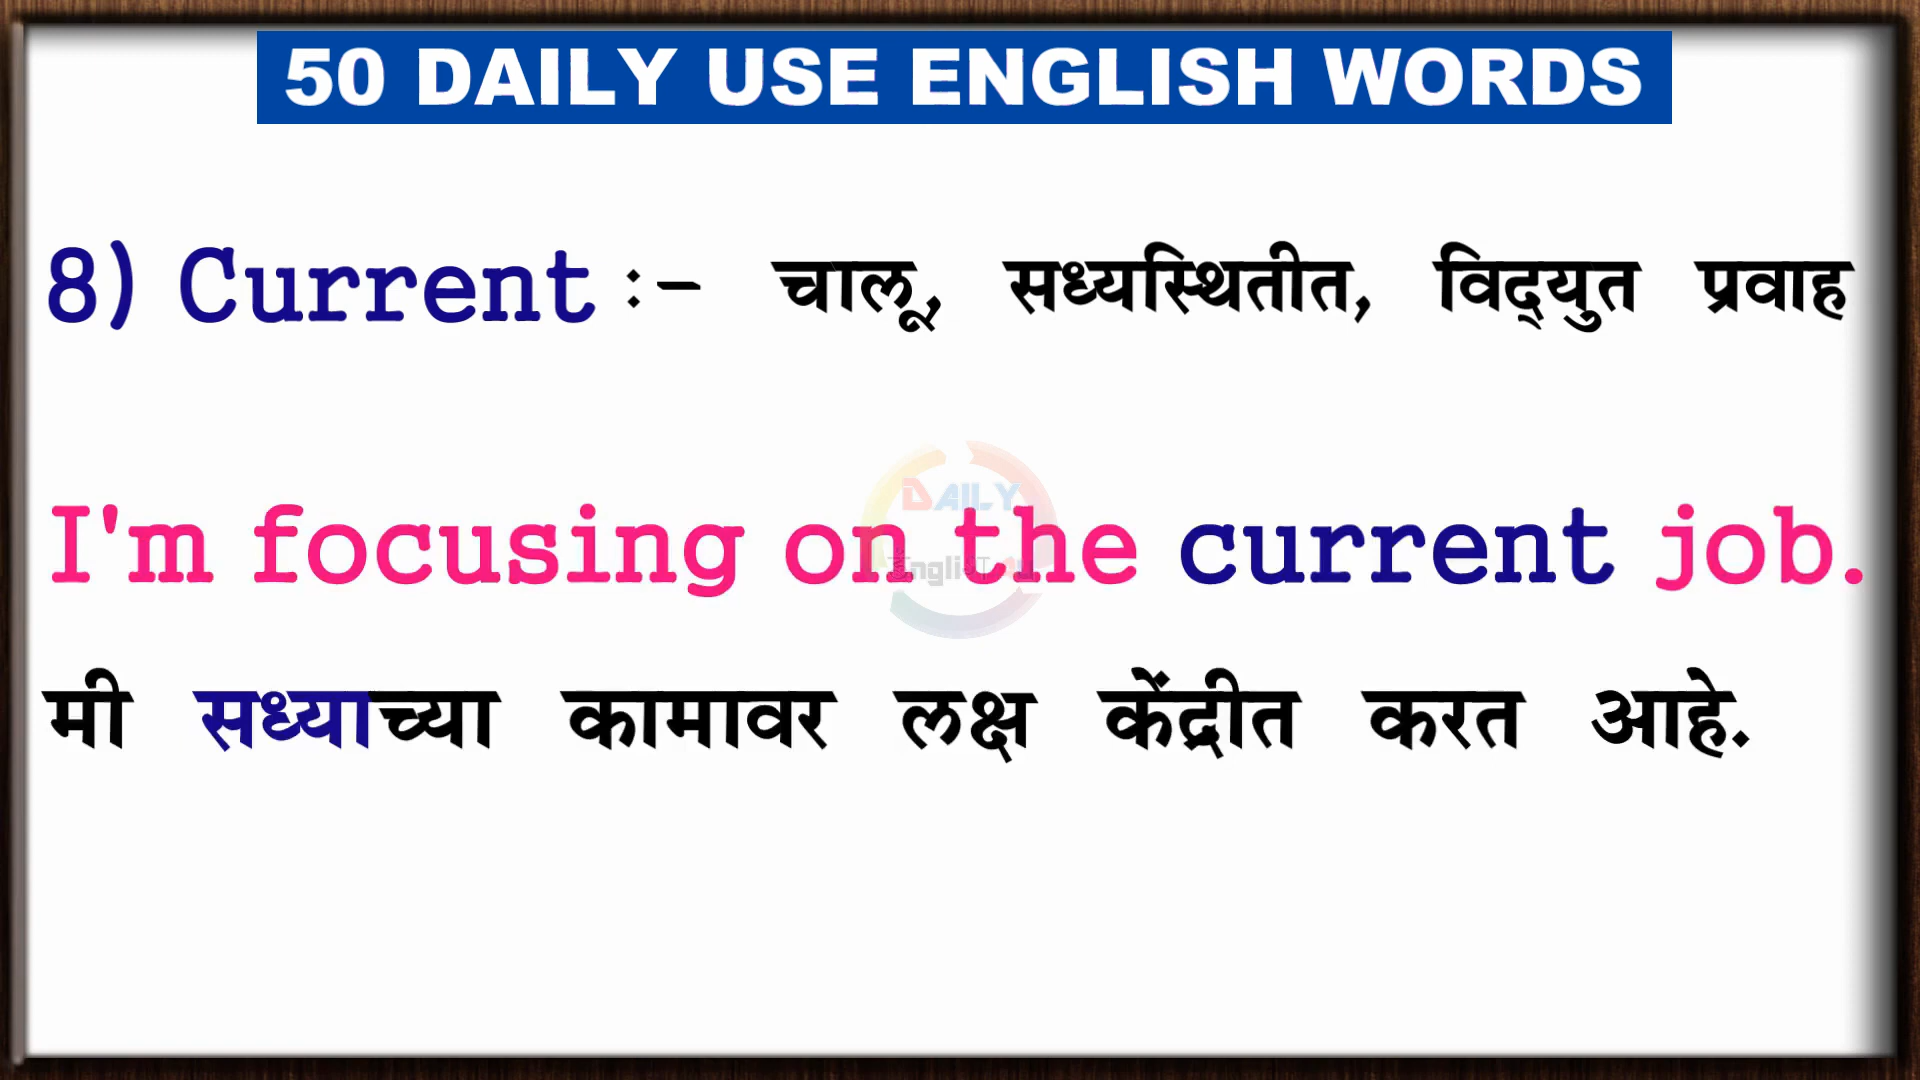 50 DAILY USE ENGLISH WORDS
8) Current :- चालू, सध्यस्थितीत, विद्‌युत प्रवाह
DAILY
I'm focusing on the current job.
मी सध्याच्या कामावर लक्ष केंद्रीत करत आहे.